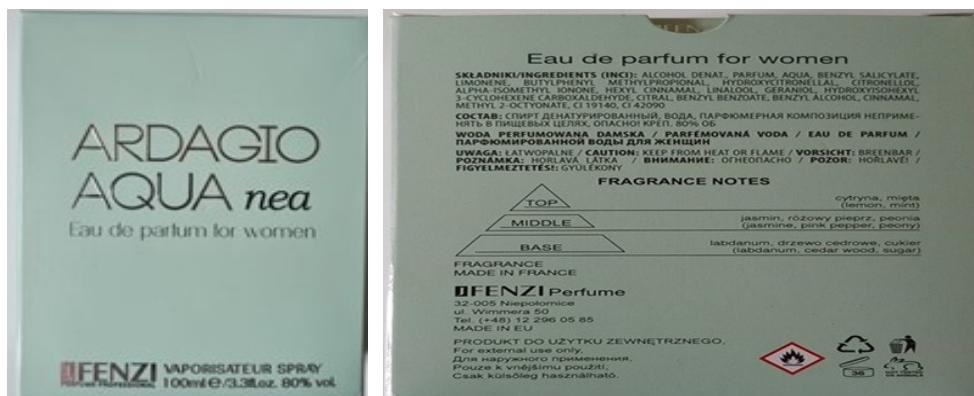 ARDAGIO
AQUA nea
Eau de parfum for women
FENZI VAPORISATEUR SPRAY
PARFUMS PROFESSIONNEL 100ml e /3.3fl.oz. 80% vol.
Eau de parfum for women
SKŁADNIKI/INGREDIENTS (INCI): ALCOHOL DENAT., PARFUM, AQUA, BENZYL SALICYLATE,
LIMONENE, BUTYLPHENYL METHYLPROPIONAL, HYDROXYCITRONELLAL, CITRONELLOL,
ALPHA-ISOMETHYL IONONE, HEXYL CINNAMAL, LINALOOL, GERANIOL, HYDROXYISOHEXYL
3-CYCLOHEXENE CARBOXALDEHYDE, CITRAL, BENZYL BENZOATE, BENZYL ALCOHOL, CINNAMAL,
METHYL 2-OCTYONATE, CI 19140, CI 42090
СОСТАВ: СПИРТ ДЕНАТУРИРОВАННЫЙ, ВОДА, ПАРФЮМЕРНАЯ КОМПОЗИЦИЯ НЕПРИМЕ-
НЯТЬ В ПИЩЕВЫХ ЦЕЛЯХ, ОПАСНО! КРЕП. 80% ОБ
WODA PERFUMOWANA DAMSKA / PARFÉMOVANÁ VODA / EAU DE PARFUM /
ПАРФЮМИРОВАННОЙ ВОДЫ ДЛЯ ЖЕНЩИН
UWAGA: ŁATWOPALNE / CAUTION: KEEP FROM HEAT OR FLAME / VORSICHT: BREENBAR /
POZNÁMKA: HORLAVÁ LÁTKA / ВНИМАНИЕ: ОГНЕОПАСНО / POZOR: HOŘLAVÉ! /
FIGYELMEZTETÉS!: GYÚLÉKONY
FRAGRANCE NOTES
TOP cytryna, mięta
(lemon, mint)
MIDDLE jasmin, różowy pieprz, peonia
(jasmine, pink pepper, peony)
BASE labdanum, drzewo cedrowe, cukier
(labdanum, cedar wood, sugar)
FRAGRANCE
MADE IN FRANCE
FENZI Perfume
32-005 Niepołomice
ul. Wimmera 50
Tel. (+48) 12 296 05 85
MADE IN EU
PRODUKT DO UŻYTKU ZEWNĘTRZNEGO,
For external use only,
Для наружного применения,
Pouze k vnějšímu použití,
Csak külsőleg használható.
36